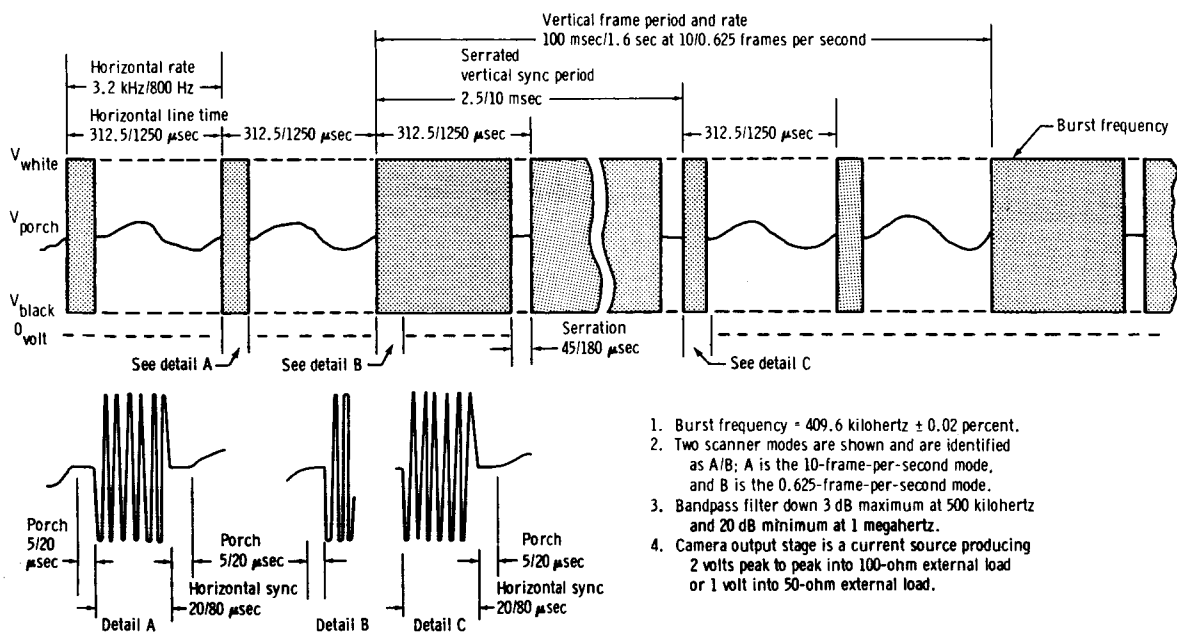 Vertical frame period and rate
100 msec/1.6 sec at 10/0.625 frames per second
Serrated
vertical sync period
2.5/10 msec
Horizontal rate
3.2 kHz/800 Hz
Horizontal line time
312.5/1250 μsec
312.5/1250 μsec
312.5/1250 μsec
312.5/1250 μsec
Burst frequency
V white
V porch
V black
0 volt
See detail A
See detail B
Serration
45/180 μsec
See detail C
Porch
5/20
μsec
Horizontal sync
20/80 μsec
Porch
5/20 μsec
Porch
5/20 μsec
Horizontal sync
20/80 μsec
Detail A
Detail B
Detail C
1. Burst frequency = 409.6 kilohertz ± 0.02 percent.
2. Two scanner modes are shown and are identified
as A/B; A is the 10-frame-per-second mode,
and B is the 0.625-frame-per-second mode.
3. Bandpass filter down 3 dB maximum at 500 kilohertz
and 20 dB minimum at 1 megahertz.
4. Camera output stage is a current source producing
2 volts peak to peak into 100-ohm external load
or 1 volt into 50-ohm external load.